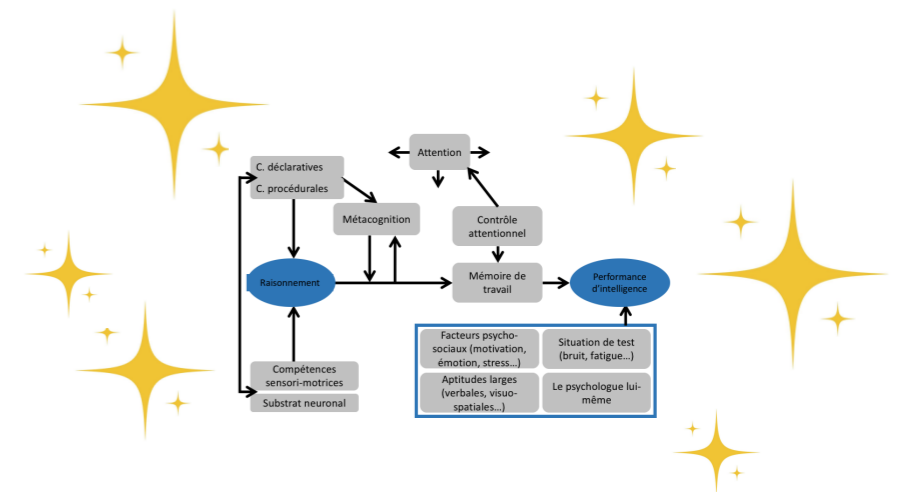 Attention
C. déclaratives
C. procédurales
Métacognition
Contrôle
attentionnel
Raisonnement
Mémoire de
travail
Performance
d'intelligence
Facteurs psycho-
sociaux (motivation,
émotion, stress...)
Situation de test
(bruit, fatigue...)
Compétences
sensori-motrices
Aptitudes larges
(verbales, visuo-
spatiales...)
Le psychologue lui-
même
Substrat neuronal